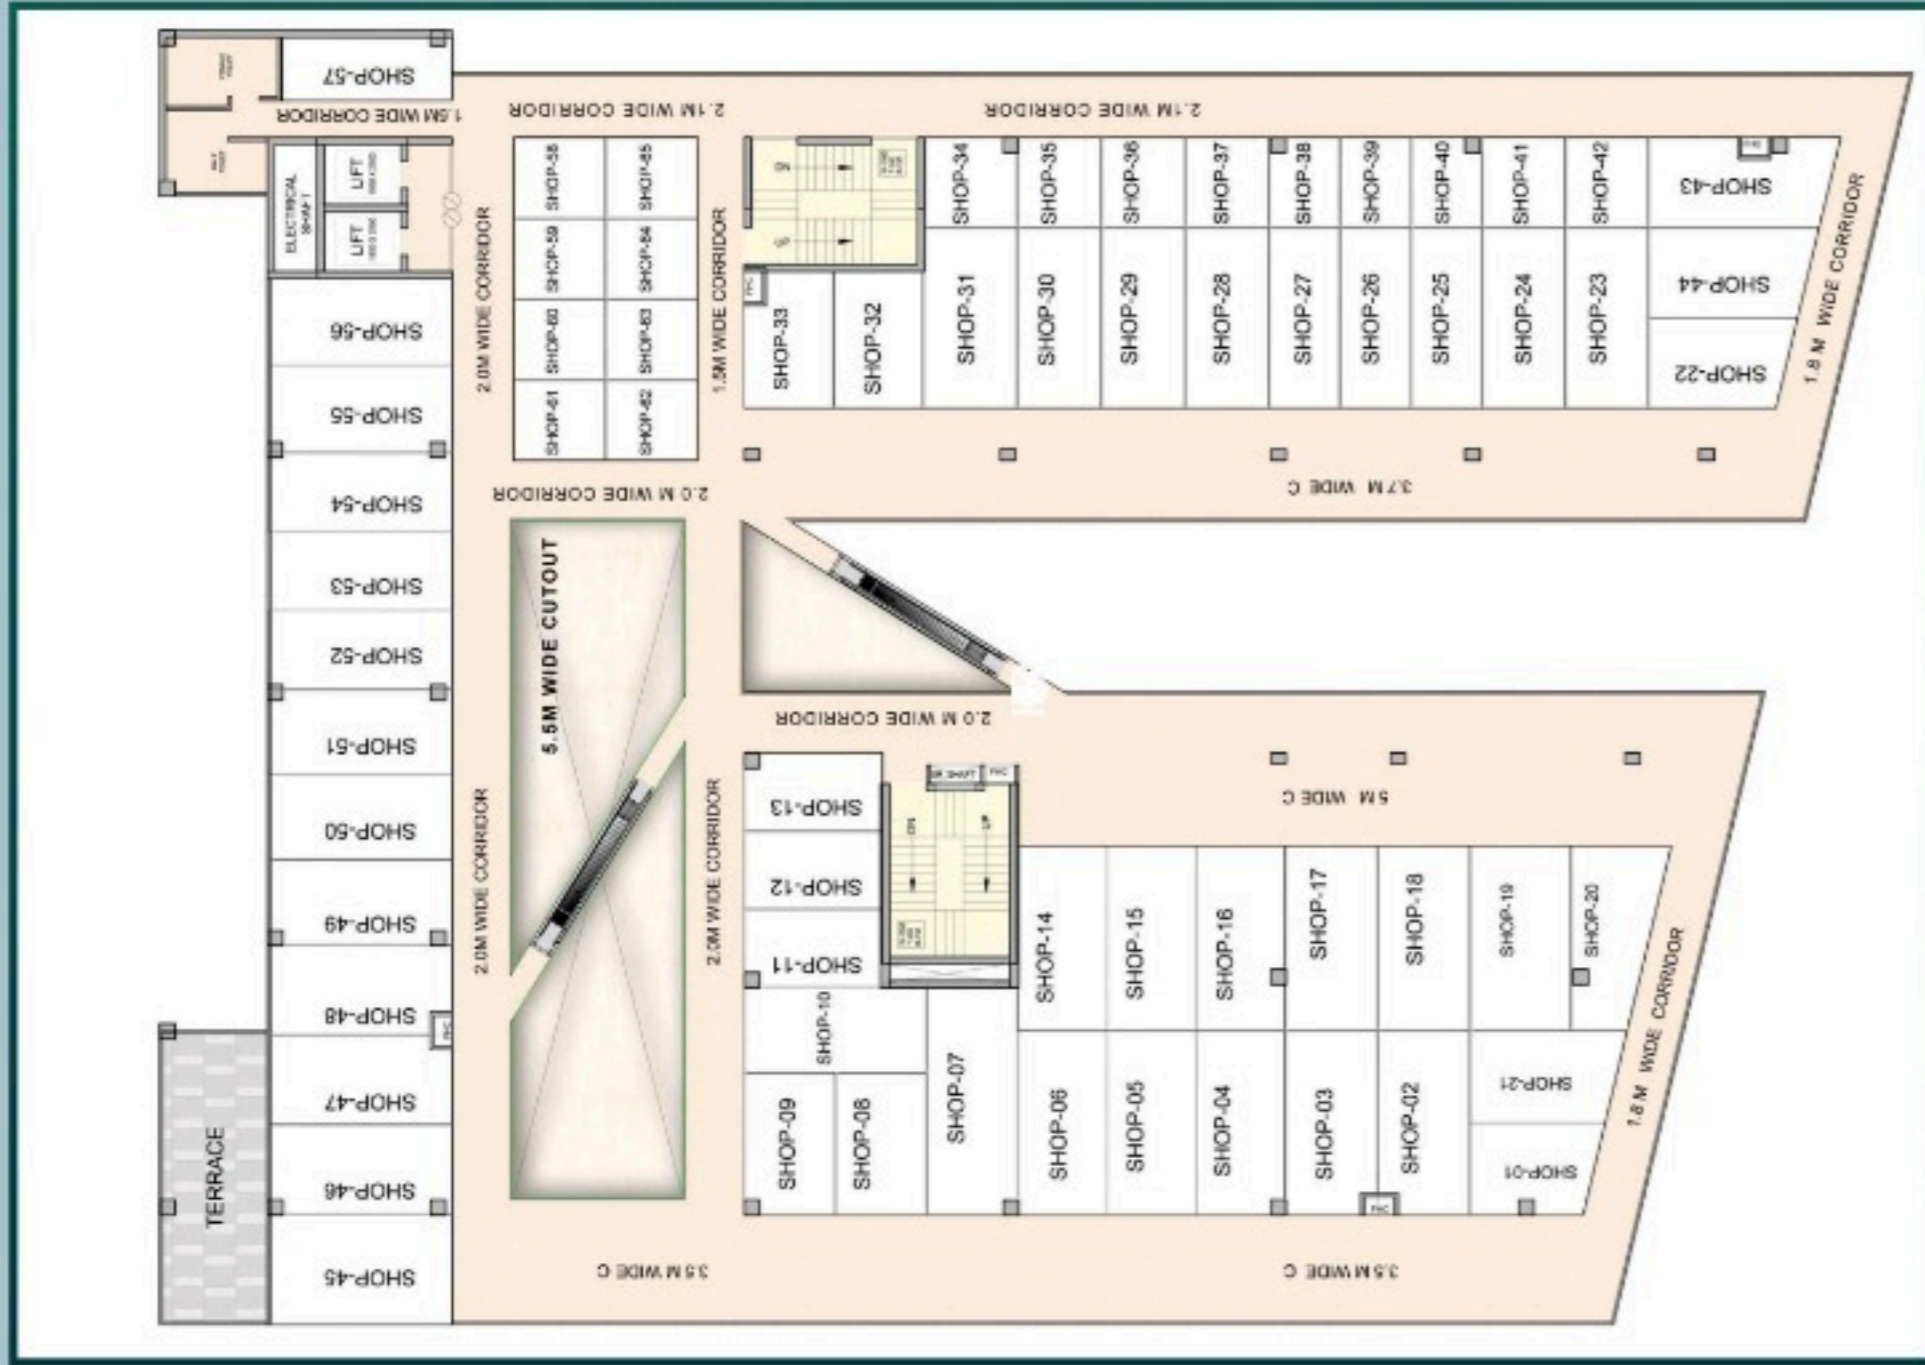 SHOP-57
1.6M WIDE CORRIDOR
2.1M WIDE CORRIDOR
2.1M WIDE CORRIDOR
ELECTRICAL
SHAFT
LIFT
LIFT
SHOP-58
SHOP-65
SHOP-59
SHOP-64
SHOP-60
SHOP-63
SHOP-61
SHOP-62
2.0M WIDE CORRIDOR
1.5M WIDE CORRIDOR
DN
UP
FHC
SHOP-34
SHOP-35
SHOP-36
SHOP-37
SHOP-38
SHOP-39
SHOP-40
SHOP-41
SHOP-42
SHOP-43
SHOP-33
SHOP-32
SHOP-31
SHOP-30
SHOP-29
SHOP-28
SHOP-27
SHOP-26
SHOP-25
SHOP-24
SHOP-23
SHOP-44
SHOP-22
1.8 M WIDE CORRIDOR
2.0 M WIDE CORRIDOR
3.7 M WIDE C
SHOP-56
SHOP-55
SHOP-54
SHOP-53
SHOP-52
SHOP-51
SHOP-50
SHOP-49
SHOP-48
FHC
SHOP-47
SHOP-46
SHOP-45
TERRACE
5.5M WIDE CUTOUT
2.0M WIDE CORRIDOR
2.0M WIDE CORRIDOR
2.0 M WIDE CORRIDOR
5 M WIDE C
SHOP-13
SHOP-12
SHOP-11
SHOP-10
SHAFT
FHC
DN
UP
SHOP-14
SHOP-15
SHOP-16
SHOP-17
SHOP-18
SHOP-19
SHOP-20
SHOP-09
SHOP-08
SHOP-07
SHOP-06
SHOP-05
SHOP-04
SHOP-03
SHOP-02
SHOP-21
SHOP-01
FHC
1.8 M WIDE CORRIDOR
3.5 M WIDE C
3.5 M WIDE C